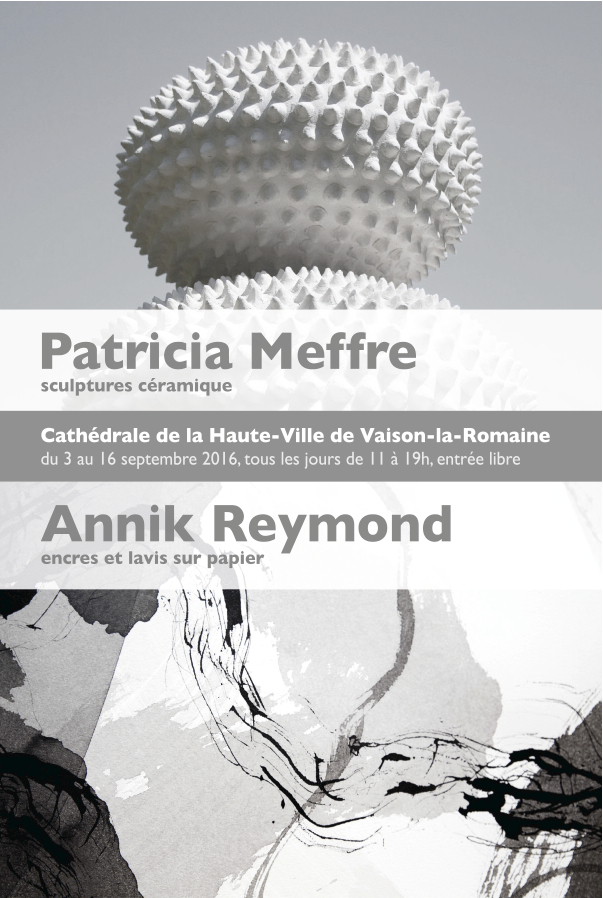 Patricia Meffre
sculptures céramique
Cathédrale de la Haute-Ville de Vaison-la-Romaine
du 3 au 16 septembre 2016, tous les jours de 11 à 19h, entrée libre
Annik Reymond
encres et lavis sur papier